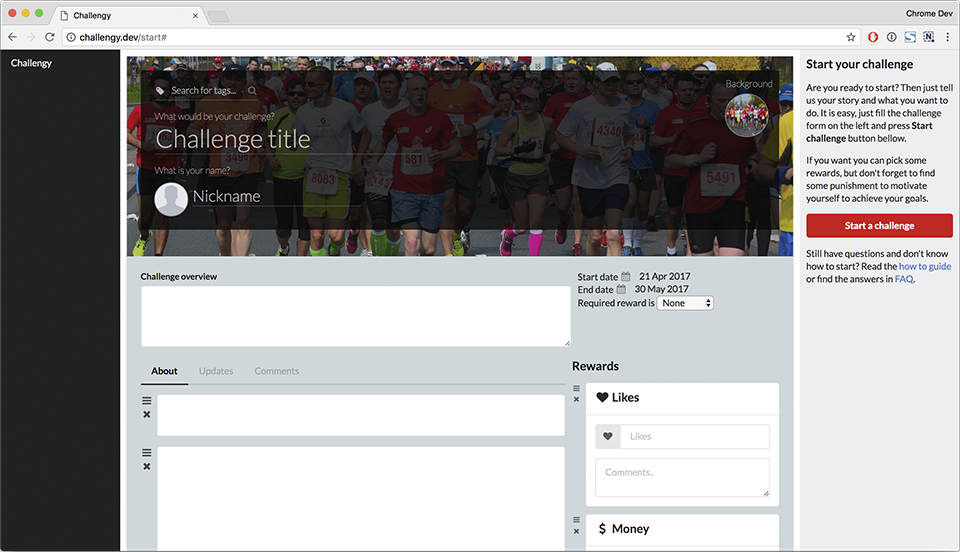 Challengy
Chrome Dev
challengy.dev/start#
Challengy
Search for tags...
Background
What would be your challenge?
Challenge title
What is your name?
Nickname
3490
581
8083
4340
5491
Challenge overview
Start date 21 Apr 2017
End date 30 May 2017
Required reward is None
About Updates Comments
Rewards
Likes
Likes
Comments..
$ Money
Start your challenge
Are you ready to start? Then just tell
us your story and what you want to
do. It is easy, just fill the challenge
form on the left and press Start
challenge button bellow.
If you want you can pick some
rewards, but don't forget to find
some punishment to motivate
yourself to achieve your goals.
Start a challenge
Still have questions and don't know
how to start? Read the how to guide
or find the answers in FAQ.